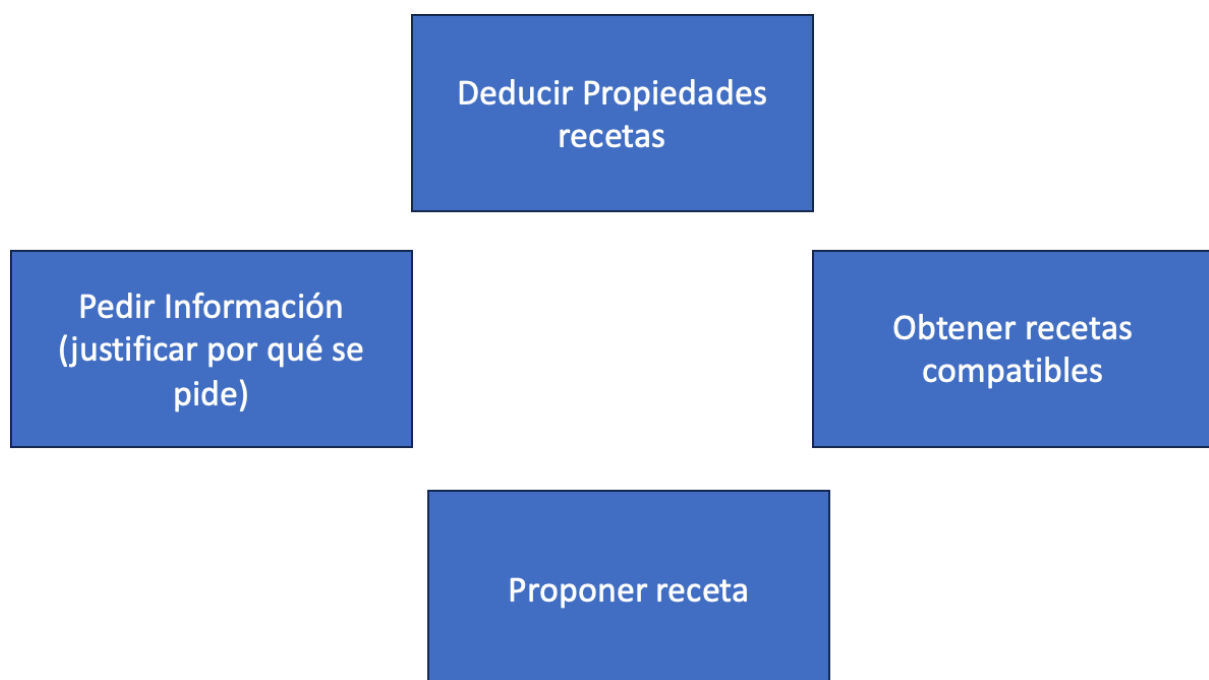 Deducir Propiedades
recetas
Pedir Información
(justificar por qué se
pide)
Obtener recetas
compatibles
Proponer receta